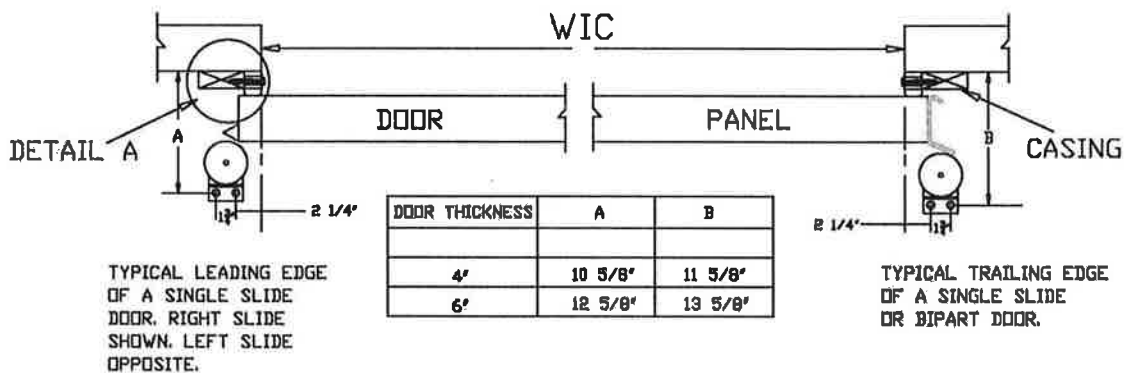 WIC
DOOR
PANEL
DETAIL A
A
B
CASING
2 1/4"
2 1/4"
DOOR THICKNESS A B
4" 10 5/8" 11 5/8"
6" 12 5/8" 13 5/8"
TYPICAL LEADING EDGE
OF A SINGLE SLIDE
DOOR. RIGHT SLIDE
SHOWN. LEFT SLIDE
OPPOSITE.
TYPICAL TRAILING EDGE
OF A SINGLE SLIDE
OR BIPART DOOR.